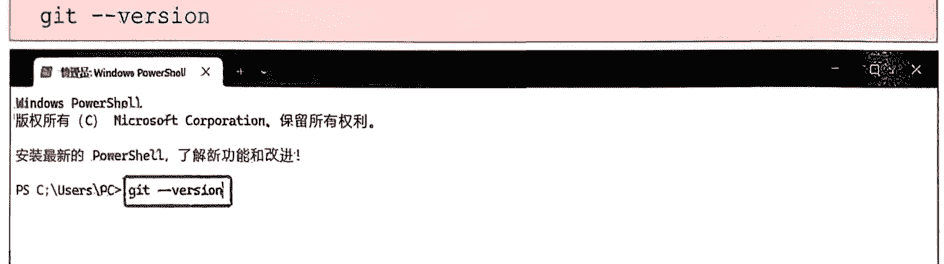 git --version
管理员: Windows PowerShell
Windows PowerShell
版权所有 (C) Microsoft Corporation。保留所有权利。
安装最新的 PowerShell，了解新功能和改进！
PS C:\Users\PC> git --version